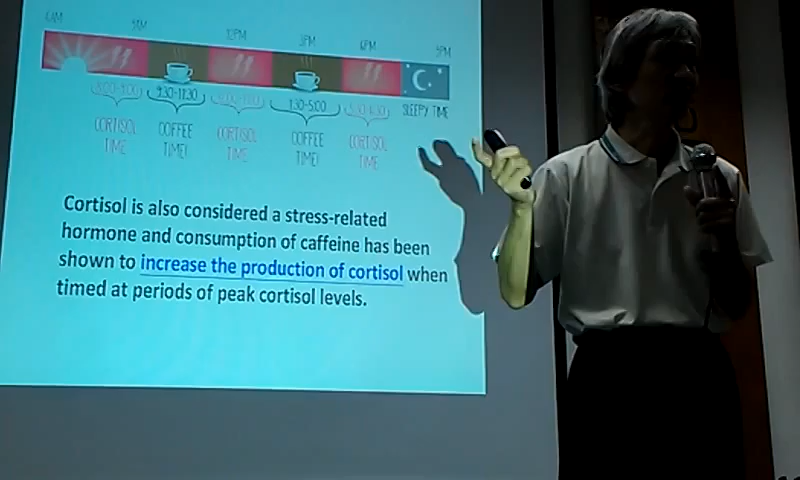 9AM
12PM
3PM
6PM
9PM
9:30-11:30
1:30-5:00
SLEEPY TIME
CORTISOL TIME
COFFEE TIME!
CORTISOL TIME
COFFEE TIME!
CORTISOL TIME
Cortisol is also considered a stress-related
hormone and consumption of caffeine has been
shown to increase the production of cortisol when
timed at periods of peak cortisol levels.